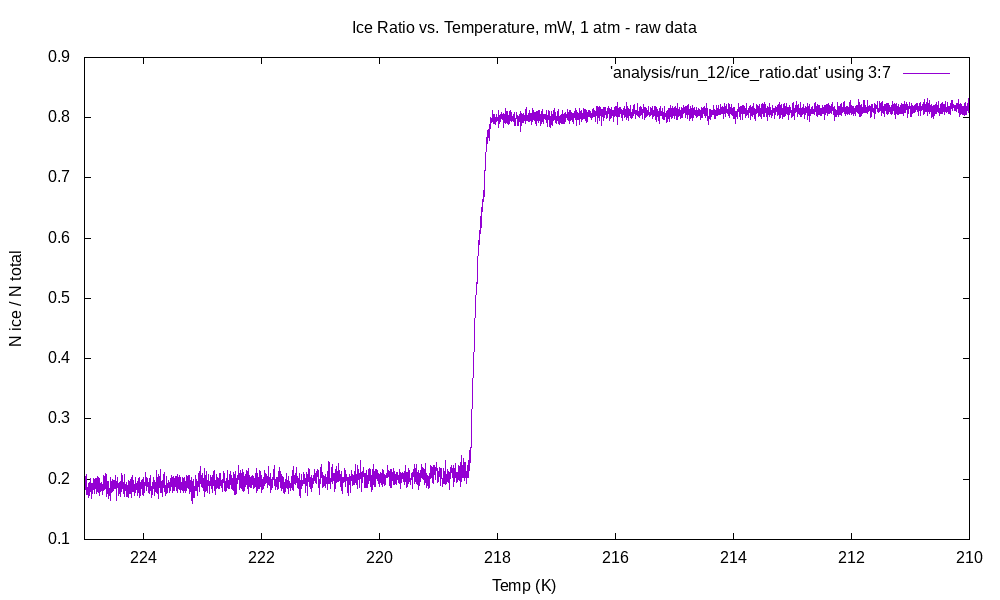 Ice Ratio vs. Temperature, mW, 1 atm - raw data
'analysis/run_12/ice_ratio.dat' using 3:7
N ice / N total
0.9
0.8
0.7
0.6
0.5
0.4
0.3
0.2
0.1
224 222 220 218 216 214 212 210
Temp (K)